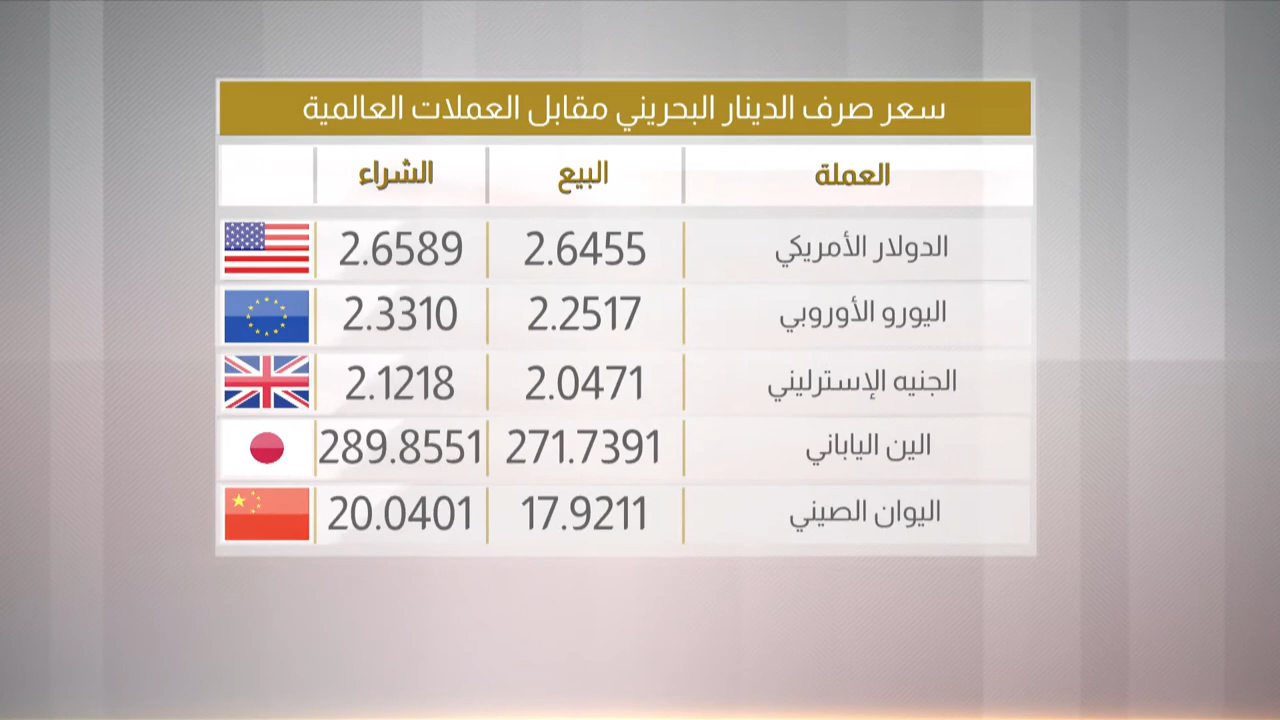 سعر صرف الدينار البحريني مقابل العملات العالمية
العملة البيع الشراء
الدولار الأمريكي 2.6455 2.6589
اليورو الأوروبي 2.2517 2.3310
الجنيه الإسترليني 2.0471 2.1218
الين الياباني 271.7391 289.8551
اليوان الصيني 17.9211 20.0401